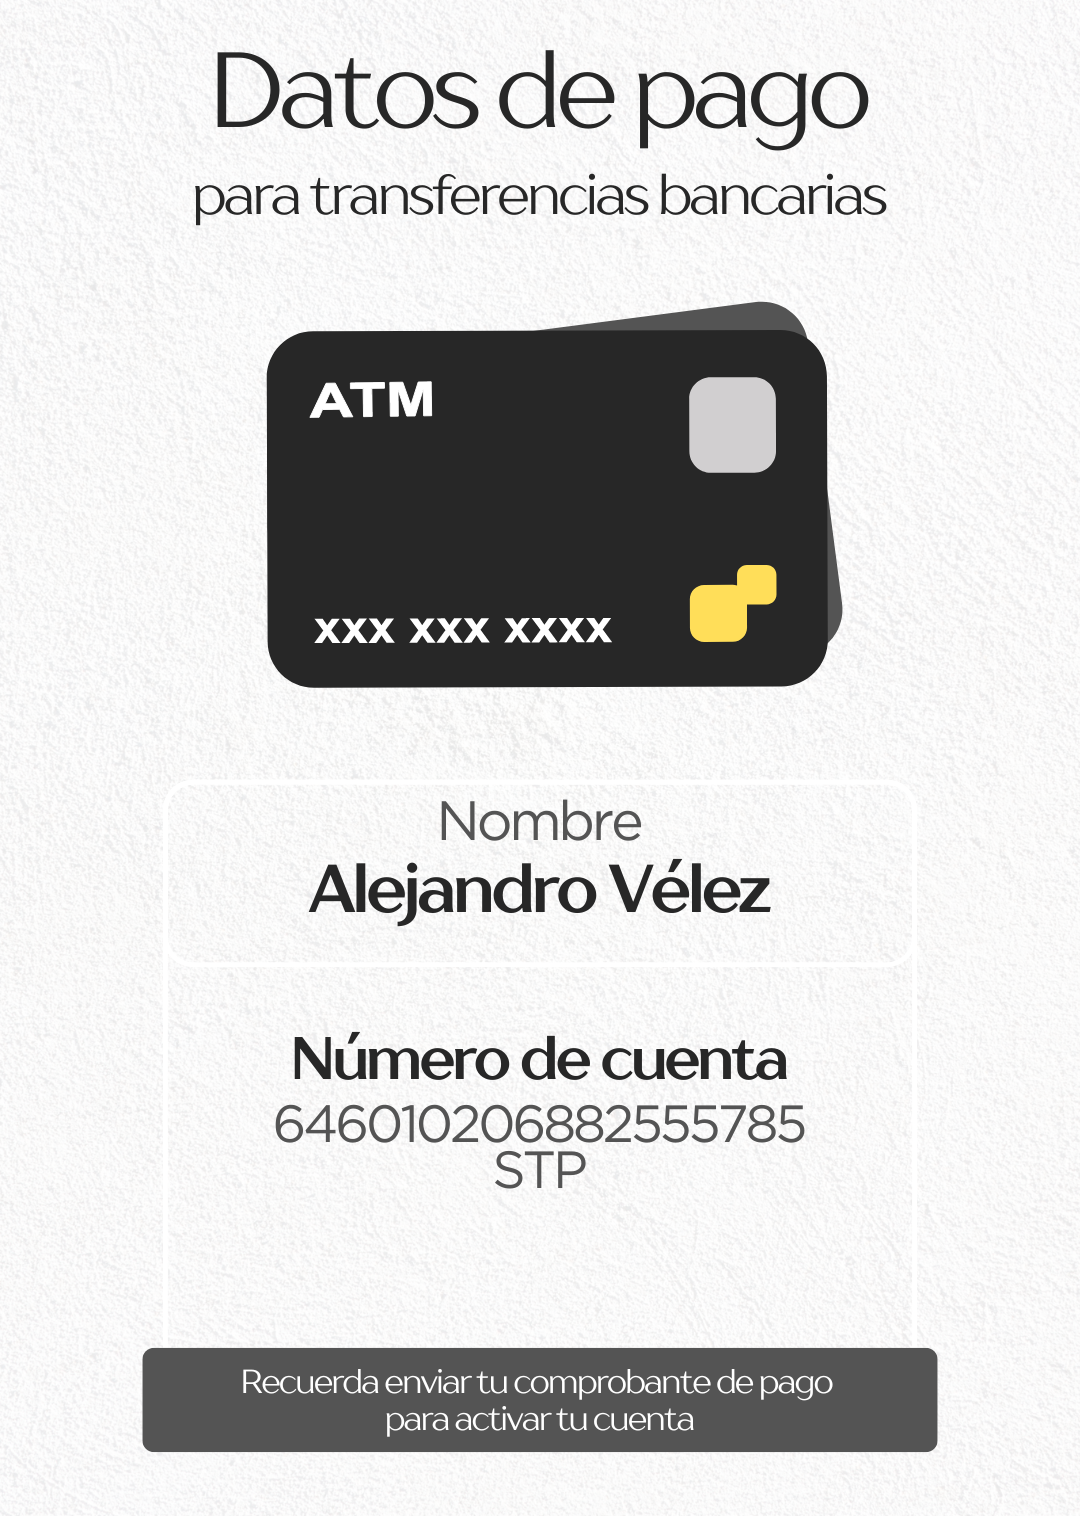 Datos de pago
para transferencias bancarias
ATM
xxx xxx xxxx
Nombre
Alejandro Vélez
Número de cuenta
646010206882555785
STP
Recuerda enviar tu comprobante de pago
para activar tu cuenta